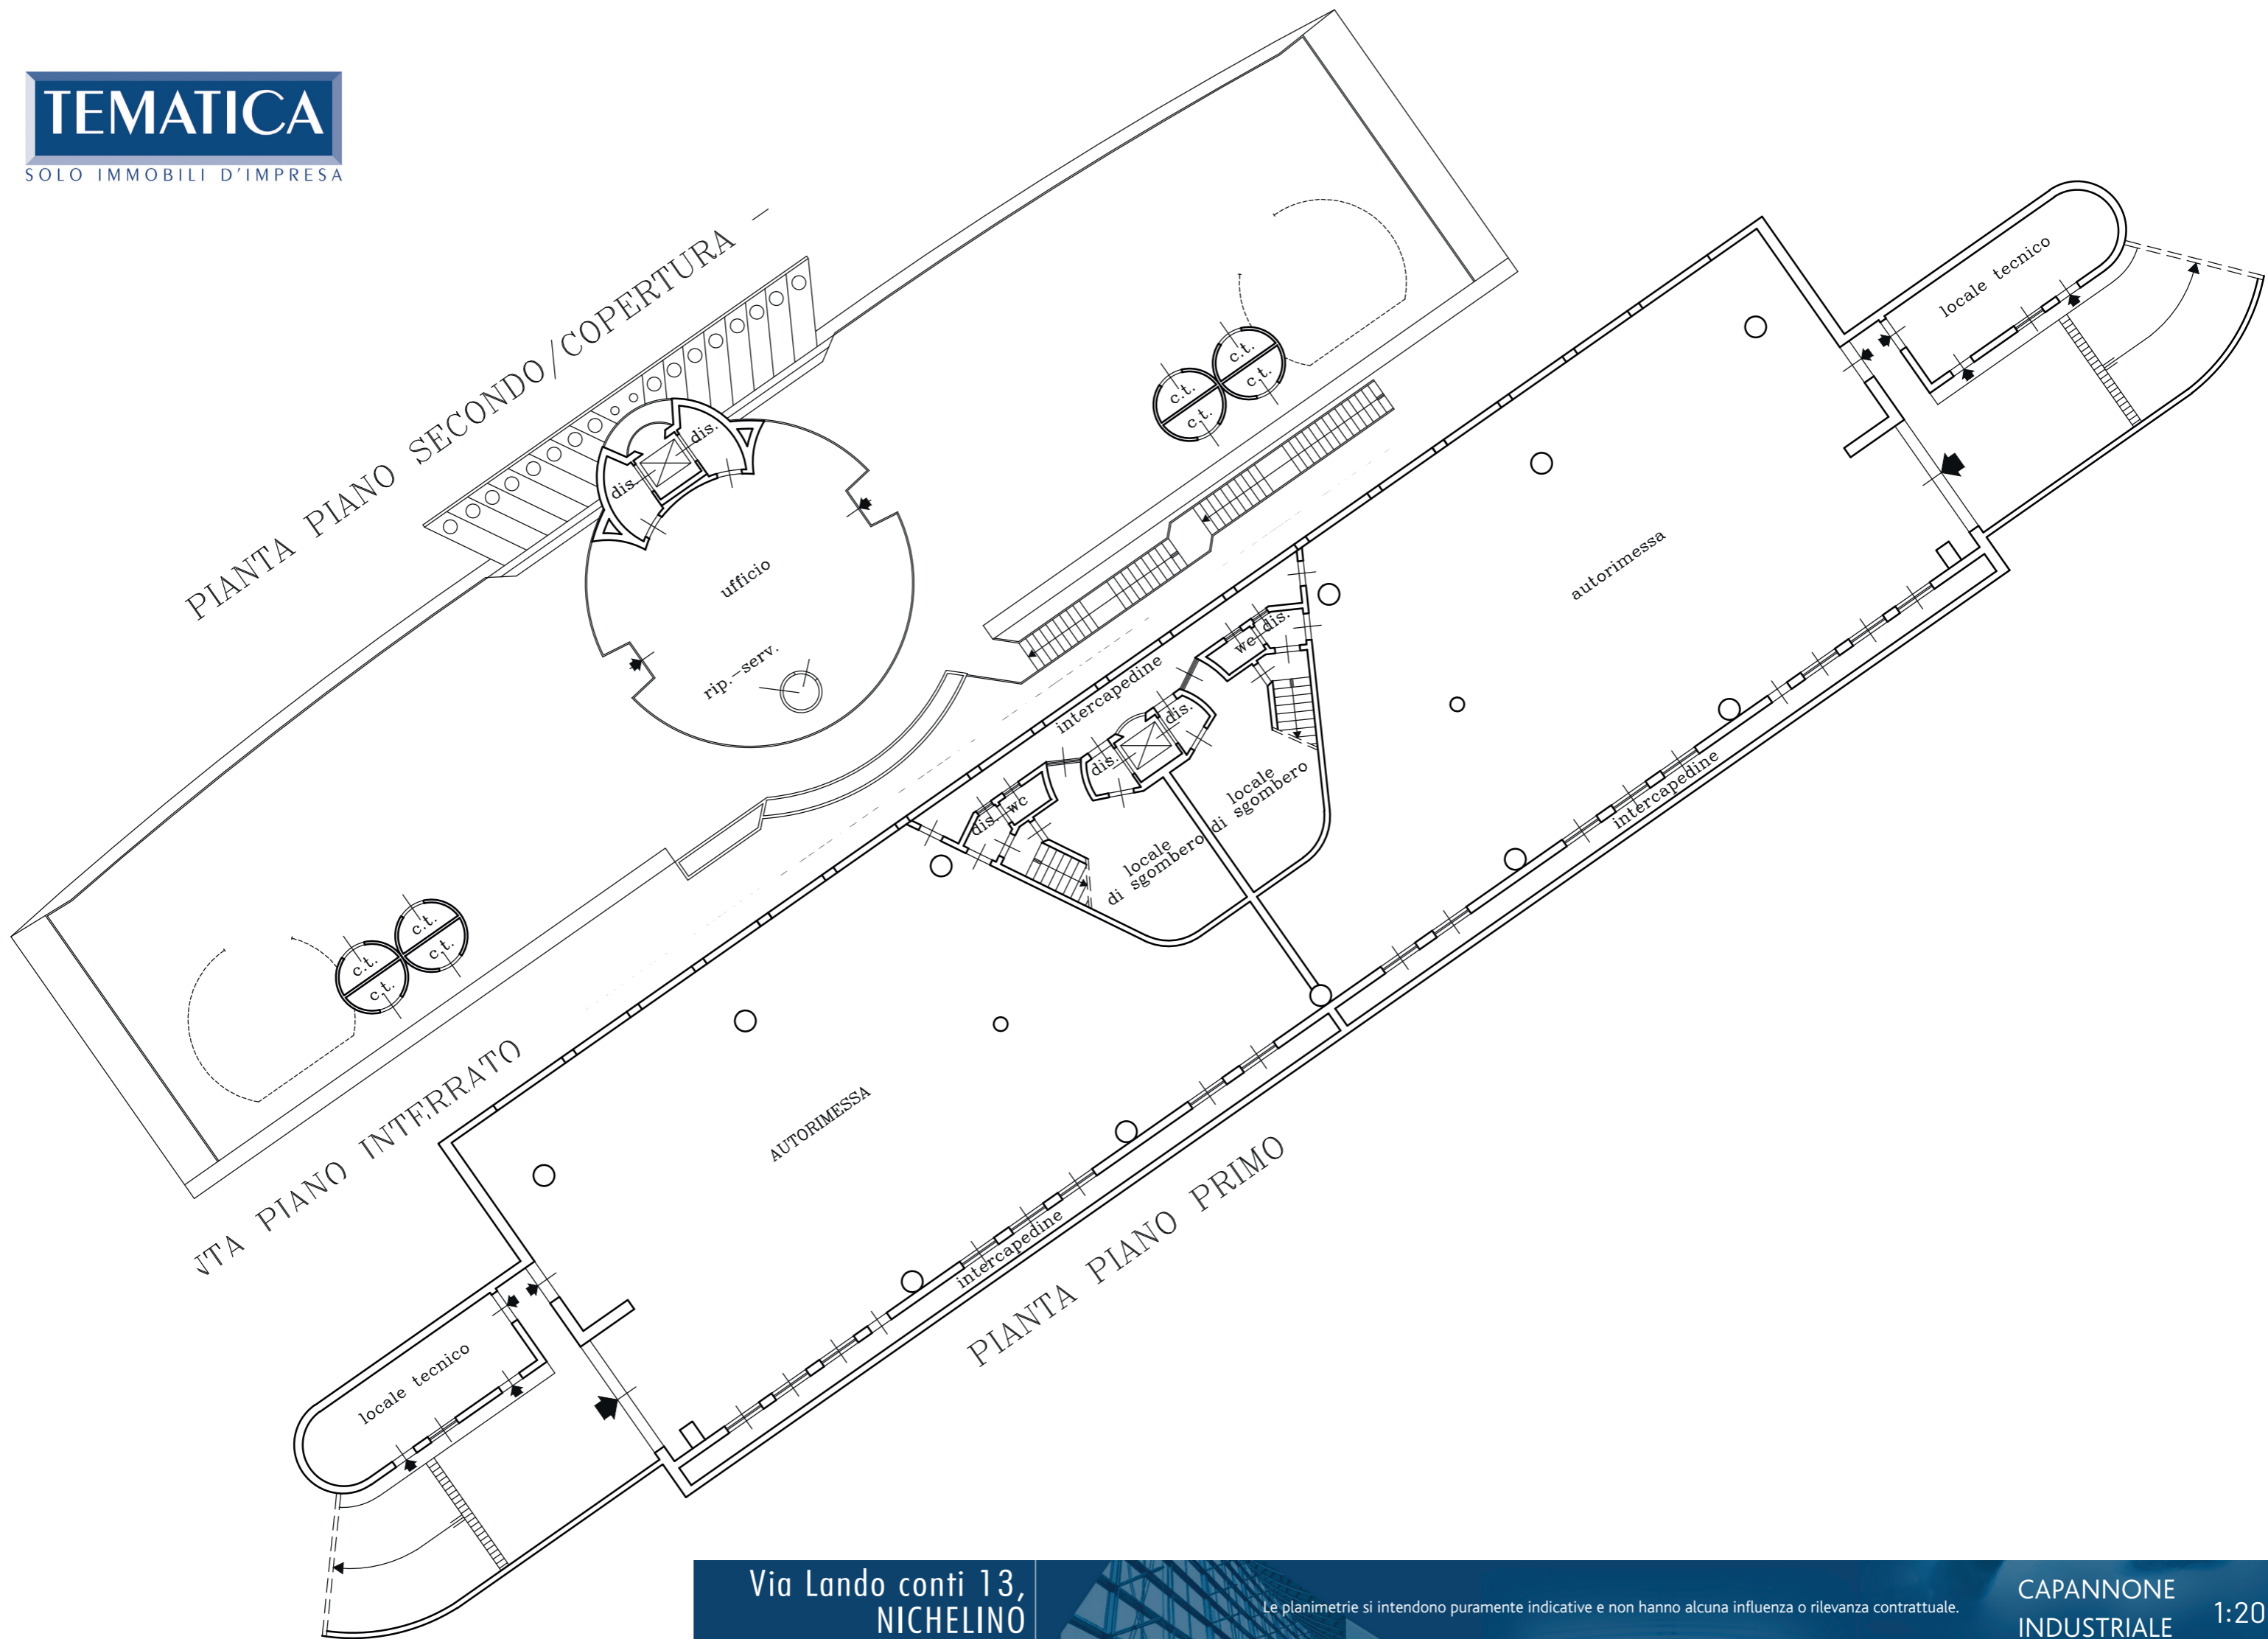 TEMATICA
SOLO IMMOBILI D'IMPRESA
PIANTA PIANO SECONDO/COPERTURA
dis.
dis.
ufficio
rip.-serv.
c.t.
c.t.
c.t.
c.t.
locale tecnico
autorimessa
intercapedine
wc
dis.
dis.
dis.
wc
dis.
locale
di sgombero
locale
di sgombero
intercapedine
c.t.
c.t.
c.t.
c.t.
PIANO INTERRATO
AUTORIMESSA
intercapedine
PIANTA PIANO PRIMO
locale tecnico
Via Lando conti 13,
NICHELINO
Le planimetrie si intendono puramente indicative e non hanno alcuna influenza o rilevanza contrattuale.
CAPANNONE
INDUSTRIALE
1:20